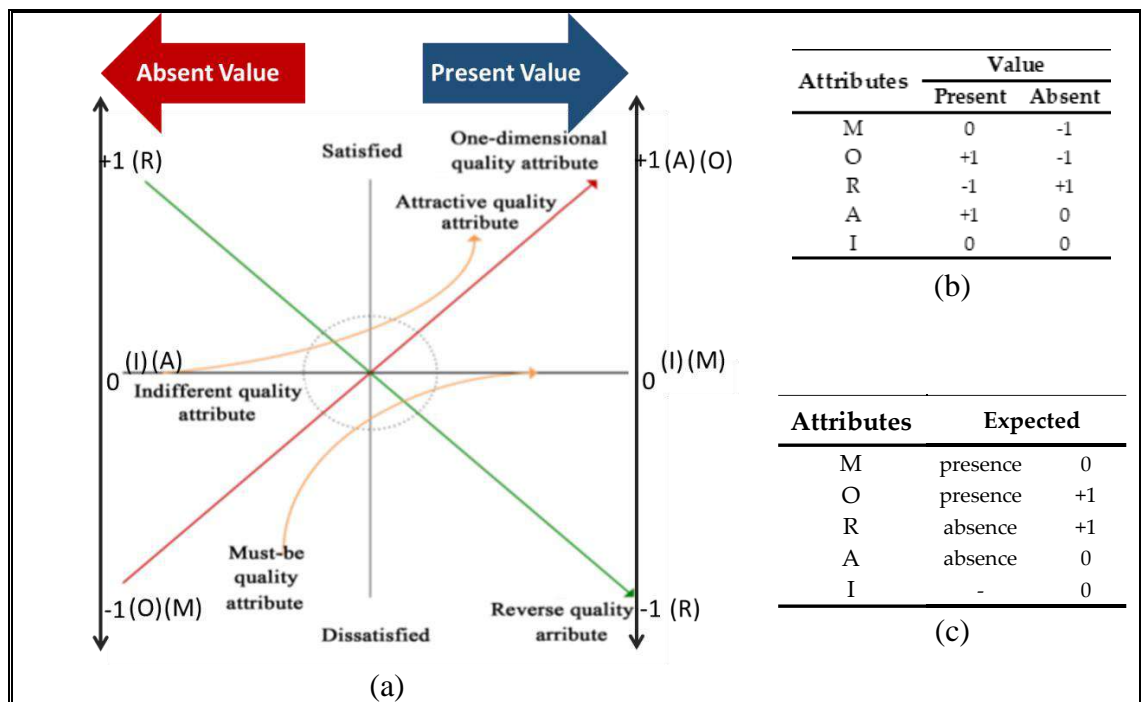 Absent Value
Present Value
+1 (R)
Satisfied
One-dimensional
quality attribute
+1 (A)(O)
Attractive quality
attribute
0
(I)(A)
Indifferent quality
attribute
0
(I)(M)
Must-be
quality
attribute
-1 (O)(M)
Dissatisfied
Reverse quality
arribute
-1 (R)
(a)
Attributes Value
Present Absent
M 0 -1
O +1 -1
R -1 +1
A +1 0
I 0 0
(b)
Attributes Expected
M presence 0
O presence +1
R absence +1
A absence 0
I - 0
(c)